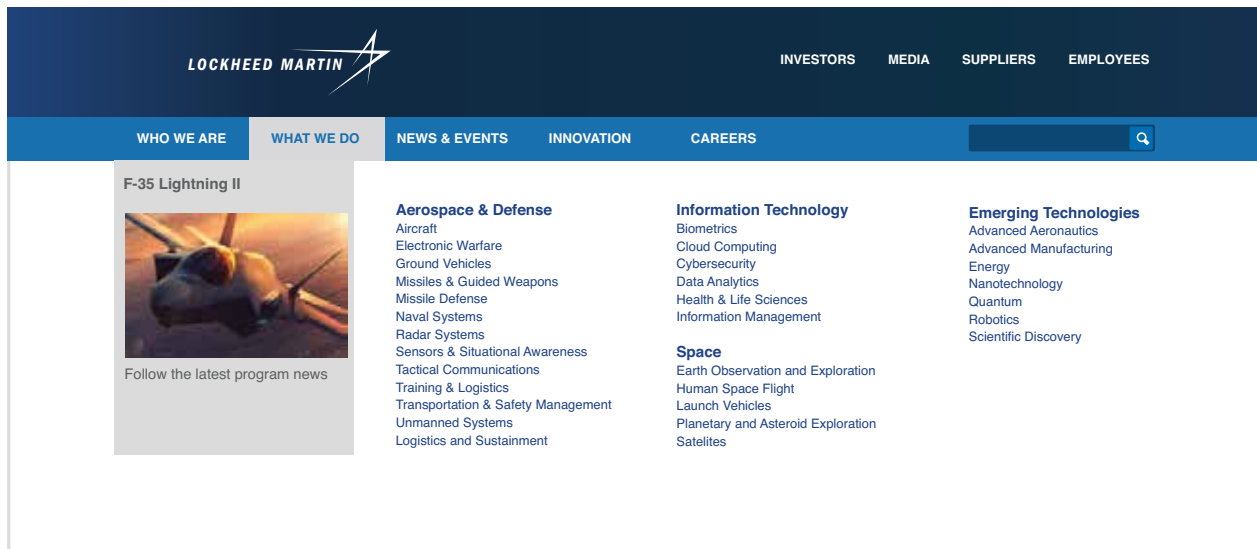 LOCKHEED MARTIN
INVESTORS MEDIA SUPPLIERS EMPLOYEES
WHO WE ARE WHAT WE DO NEWS & EVENTS INNOVATION CAREERS
F-35 Lightning II
Follow the latest program news
Aerospace & Defense
Aircraft
Electronic Warfare
Ground Vehicles
Missiles & Guided Weapons
Missile Defense
Naval Systems
Radar Systems
Sensors & Situational Awareness
Tactical Communications
Training & Logistics
Transportation & Safety Management
Unmanned Systems
Logistics and Sustainment
Information Technology
Biometrics
Cloud Computing
Cybersecurity
Data Analytics
Health & Life Sciences
Information Management
Space
Earth Observation and Exploration
Human Space Flight
Launch Vehicles
Planetary and Asteroid Exploration
Satelites
Emerging Technologies
Advanced Aeronautics
Advanced Manufacturing
Energy
Nanotechnology
Quantum
Robotics
Scientific Discovery